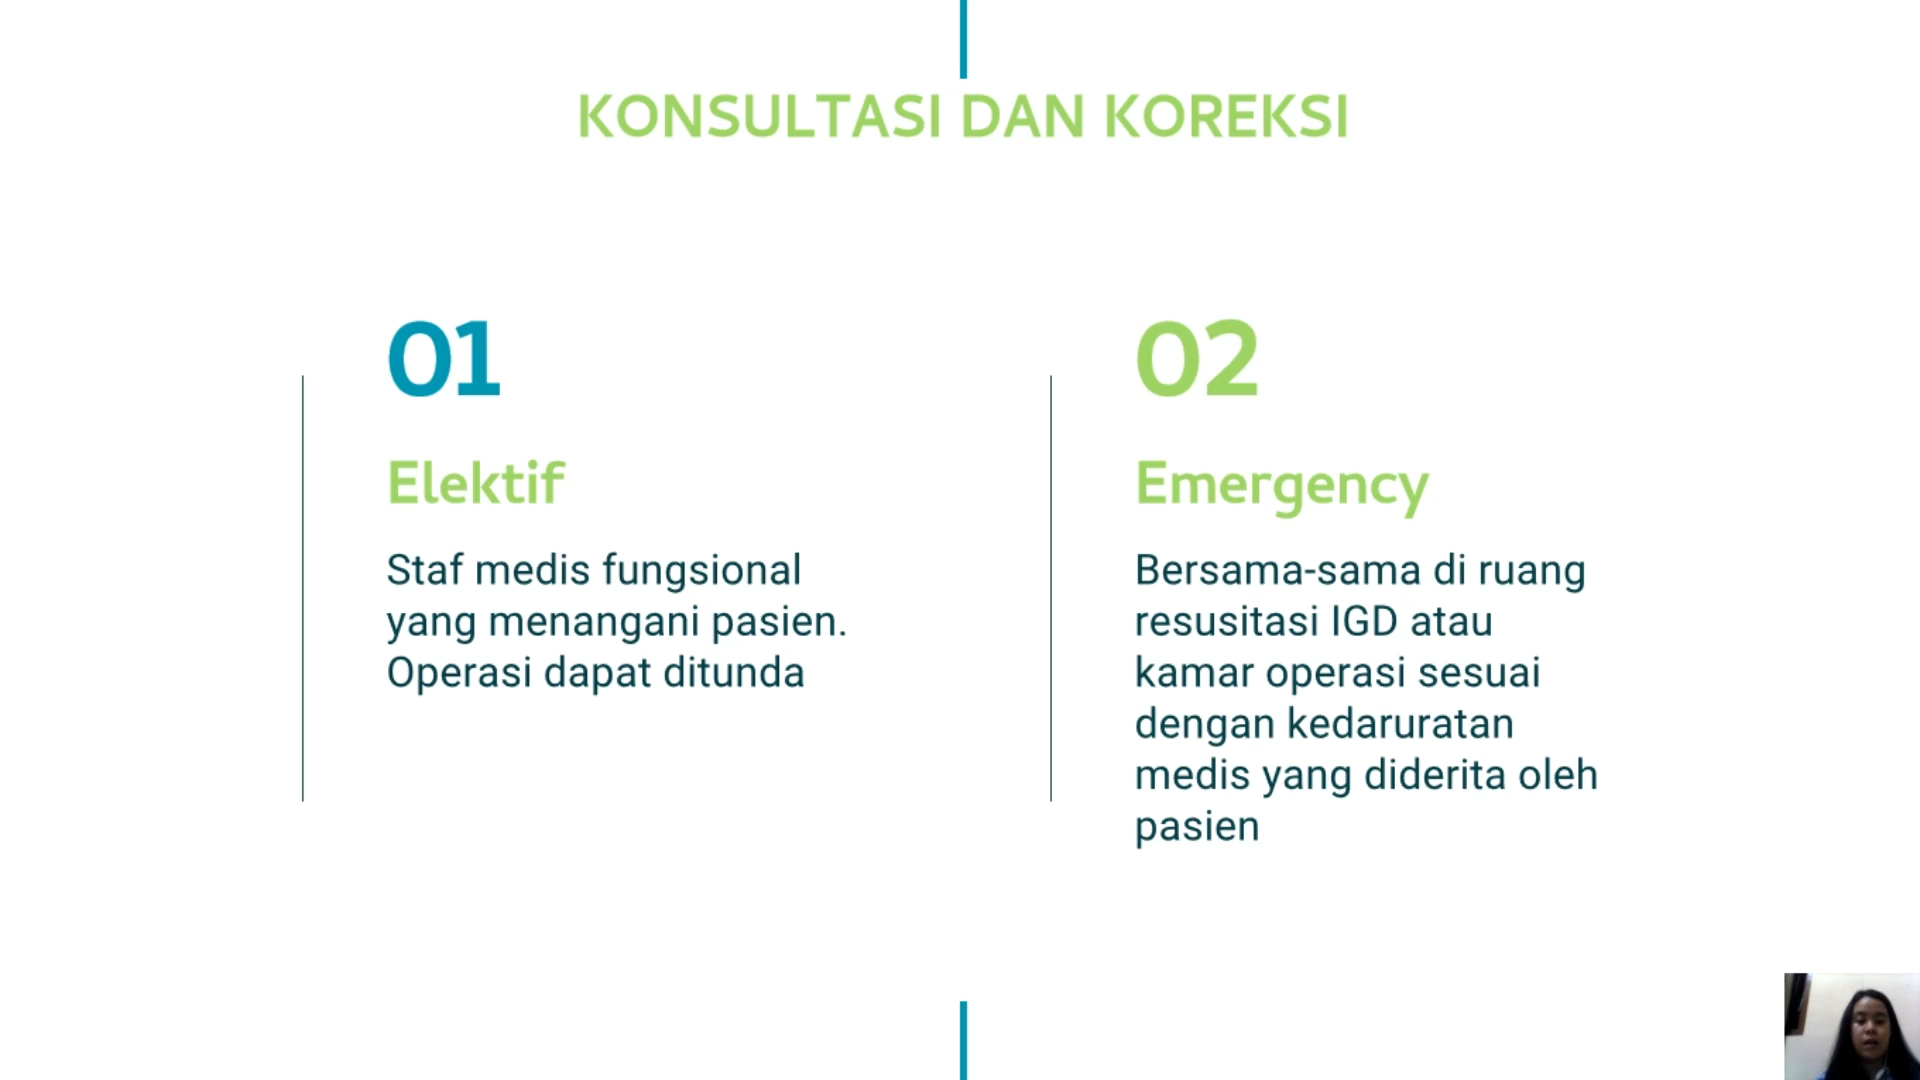 KONSULTASI DAN KOREKSI
01
Elektif
Staf medis fungsional
yang menangani pasien.
Operasi dapat ditunda
02
Emergency
Bersama-sama di ruang
resusitasi IGD atau
kamar operasi sesuai
dengan kedaruratan
medis yang diderita oleh
pasien